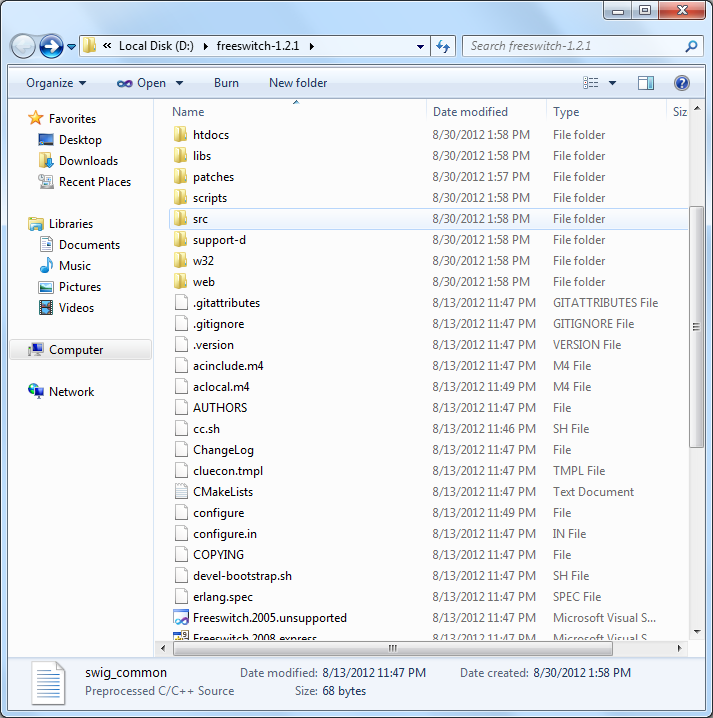 « Local Disk (D:) freeswitch-1.2.1
Search freeswitch-1.2.1
Organize Open Burn New folder
Favorites
Desktop
Downloads
Recent Places
Libraries
Documents
Music
Pictures
Videos
Computer
Network
Name Date modified Type Siz
htdocs 8/30/2012 1:58 PM File folder
libs 8/30/2012 1:58 PM File folder
patches 8/30/2012 1:57 PM File folder
scripts 8/30/2012 1:58 PM File folder
src 8/30/2012 1:58 PM File folder
support-d 8/30/2012 1:58 PM File folder
w32 8/30/2012 1:58 PM File folder
web 8/30/2012 1:58 PM File folder
.gitattributes 8/13/2012 11:47 PM GITATTRIBUTES File
.gitignore 8/13/2012 11:47 PM GITIGNORE File
.version 8/13/2012 11:47 PM VERSION File
acinclude.m4 8/13/2012 11:47 PM M4 File
aclocal.m4 8/13/2012 11:49 PM M4 File
AUTHORS 8/13/2012 11:47 PM File
cc.sh 8/13/2012 11:46 PM SH File
ChangeLog 8/13/2012 11:47 PM File
cluecon.tmpl 8/13/2012 11:47 PM TMPL File
CMakeLists 8/13/2012 11:47 PM Text Document
configure 8/13/2012 11:49 PM File
configure.in 8/13/2012 11:47 PM IN File
COPYING 8/13/2012 11:47 PM File
devel-bootstrap.sh 8/13/2012 11:47 PM SH File
erlang.spec 8/13/2012 11:47 PM SPEC File
Freeswitch.2005.unsupported 8/13/2012 11:47 PM Microsoft Visual S...
Freeswitch.2008.express 8/13/2012 11:47 PM Microsoft Visual S...
swig_common Date modified: 8/13/2012 11:47 PM Date created: 8/30/2012 1:58 PM
Preprocessed C/C++ Source Size: 68 bytes